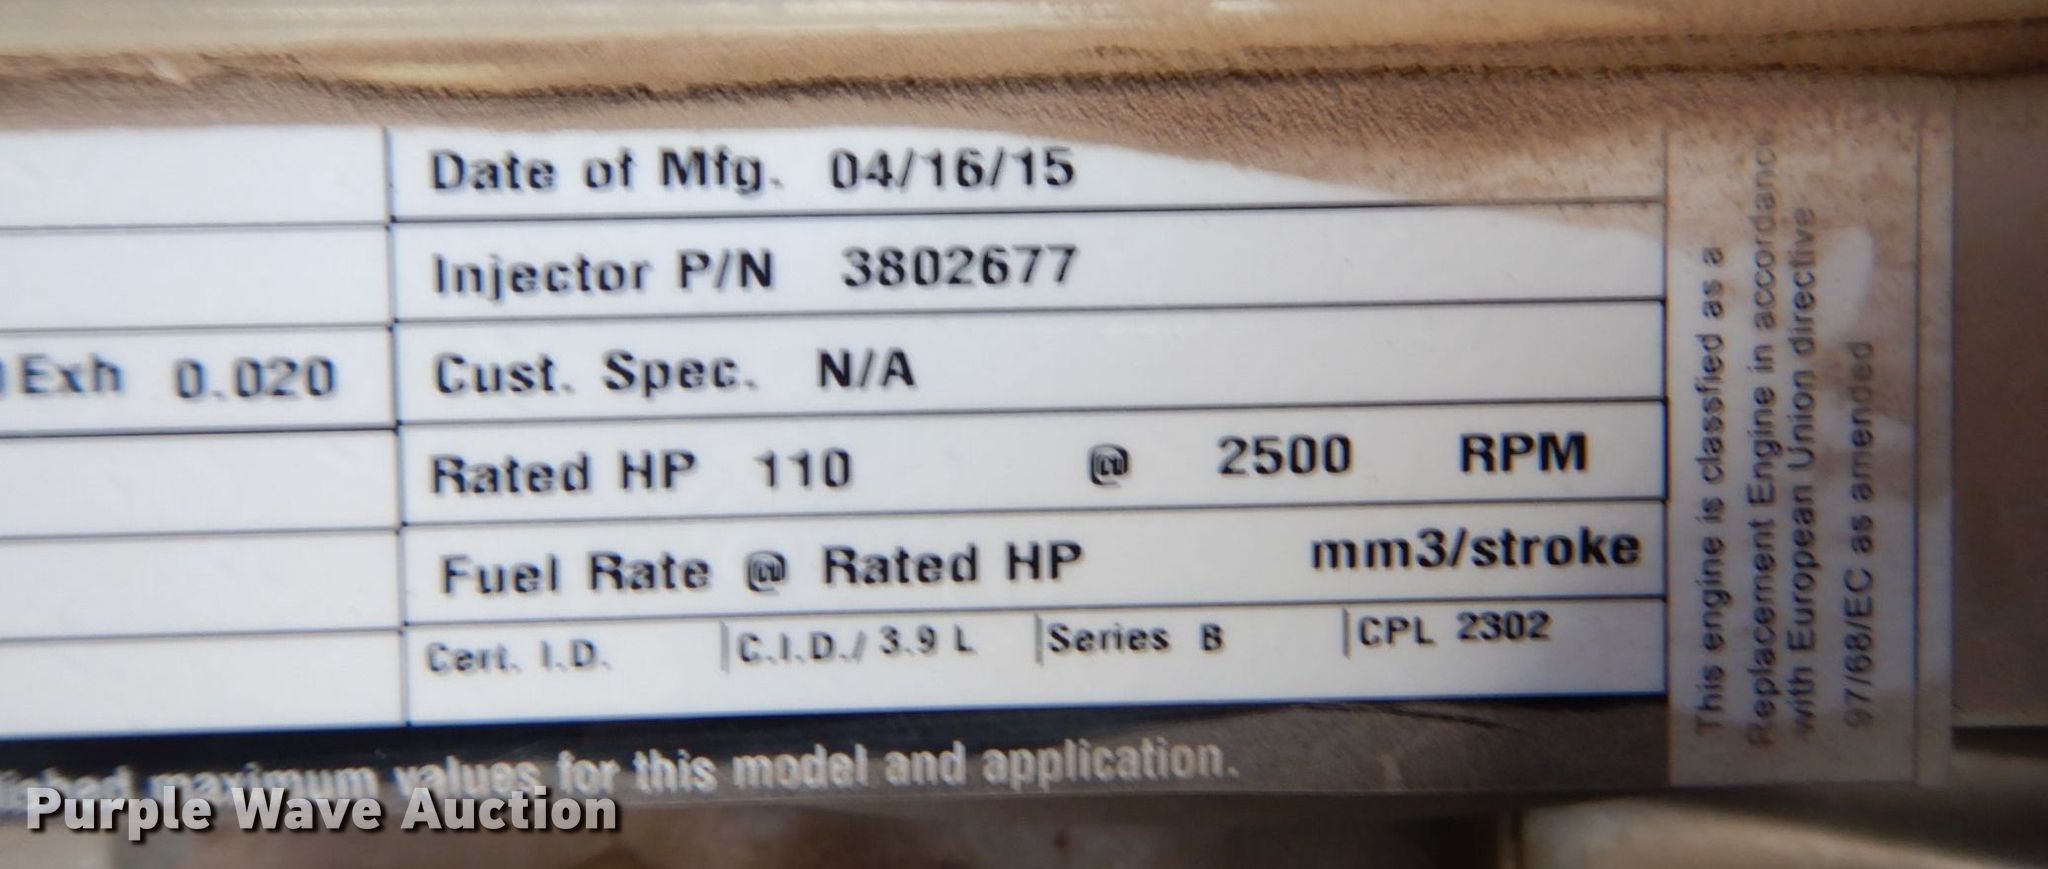 Date of Mfg. 04/16/15
Injector P/N 3802677
Exh 0.020
Cust. Spec. N/A
Rated HP 110 @ 2500 RPM
Fuel Rate @ Rated HP mm3/stroke
Cert. I.D. C.I.D./ 3.9 L Series B CPL 2302
maximum values for this model and application.
This engine is classfied as a
Replacement Engine in accordance
with European Union directive
97/68/EC as amended
Purple Wave Auction